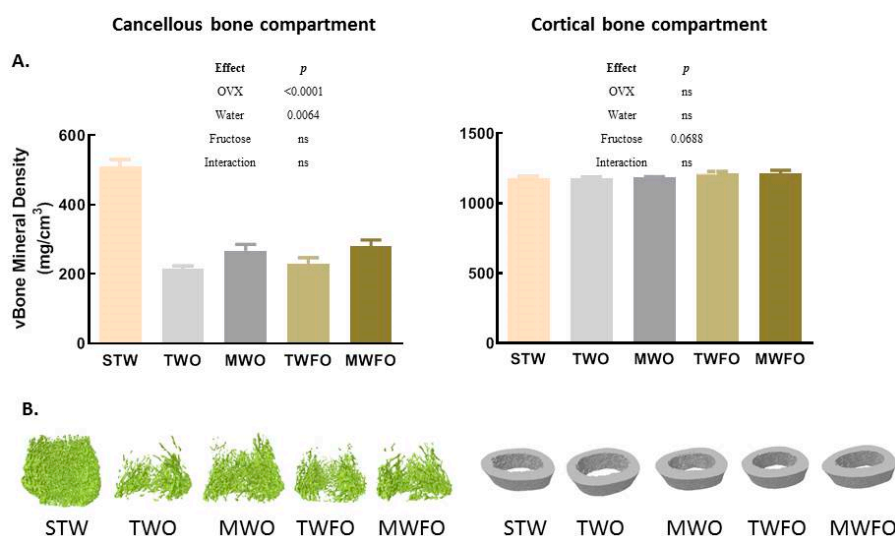 Cancellous bone compartment
Cortical bone compartment
A.
Effect p
OVX <0.0001
Water 0.0064
Fructose ns
Interaction ns
Effect p
OVX ns
Water ns
Fructose 0.0688
Interaction ns
vBone Mineral Density
(mg/cm³)
600
400
200
0
STW TWO MWO TWFO MWFO
1500
1000
500
0
STW TWO MWO TWFO MWFO
B.
STW TWO MWO TWFO MWFO
STW TWO MWO TWFO MWFO